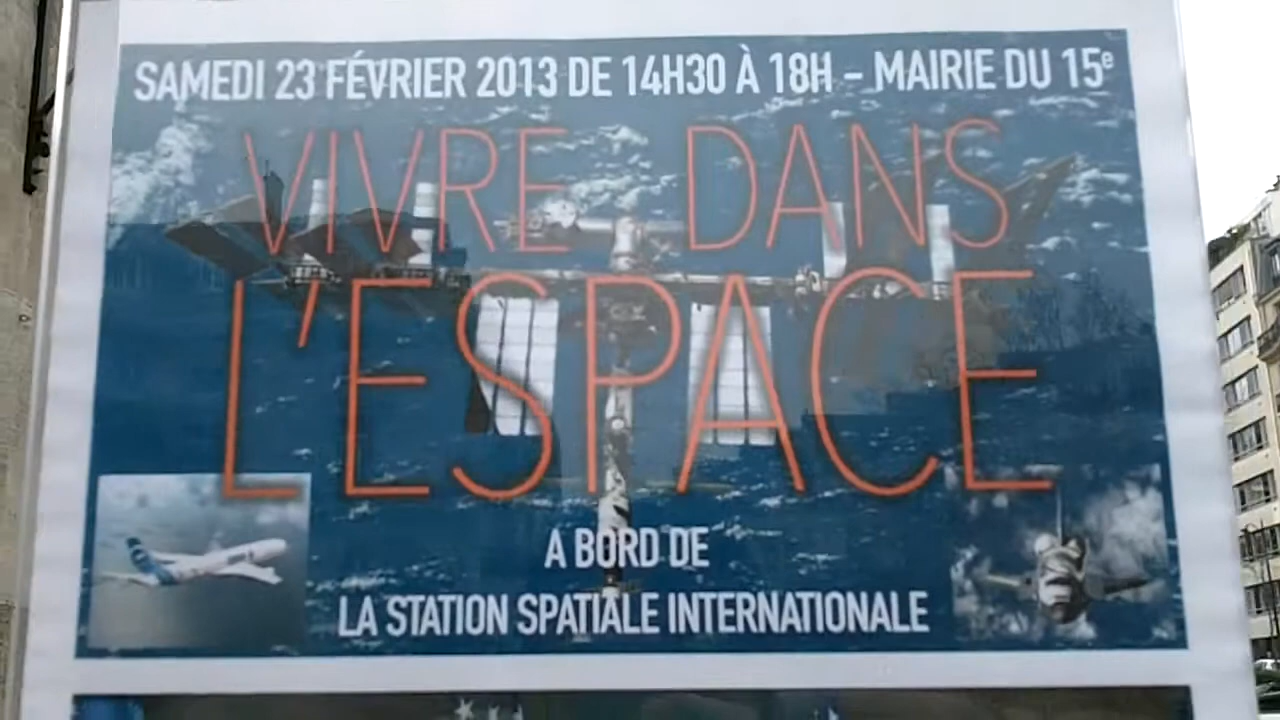 SAMEDI 23 FÉVRIER 2013 DE 14H30 À 18H – MAIRIE DU 15e
VIVRE DANS
L'ESPACE
A BORD DE
LA STATION SPATIALE INTERNATIONALE